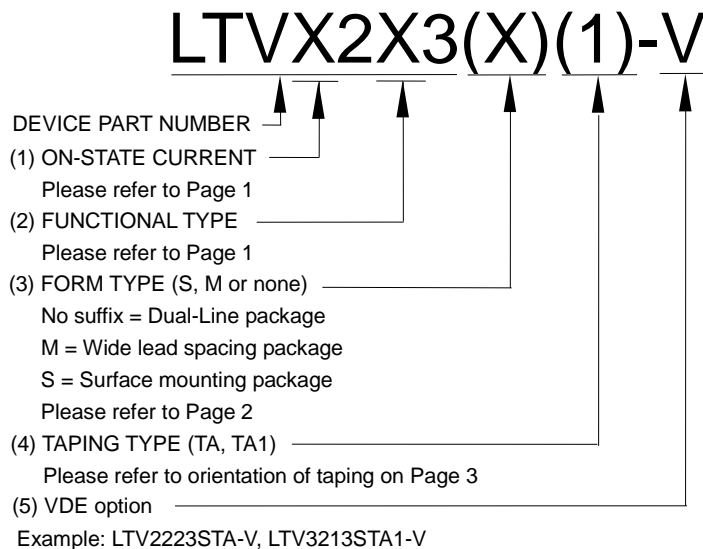 LTVX2X3(X)(1)-V
DEVICE PART NUMBER
(1) ON-STATE CURRENT
Please refer to Page 1
(2) FUNCTIONAL TYPE
Please refer to Page 1
(3) FORM TYPE (S, M or none)
No suffix = Dual-Line package
M = Wide lead spacing package
S = Surface mounting package
Please refer to Page 2
(4) TAPING TYPE (TA, TA1)
Please refer to orientation of taping on Page 3
(5) VDE option
Example: LTV2223STA-V, LTV3213STA1-V